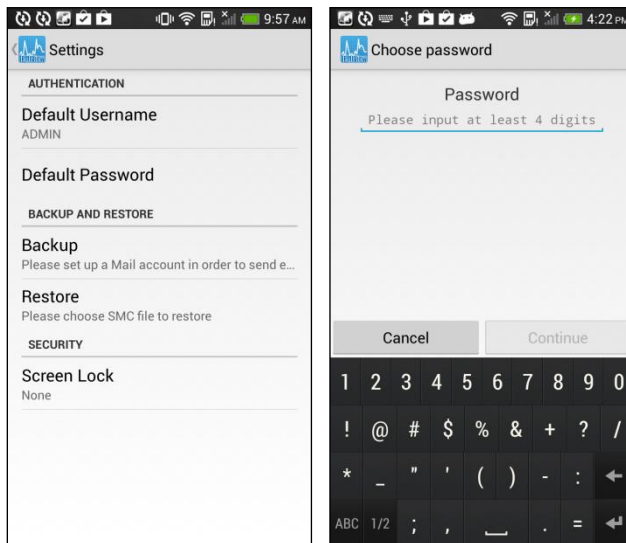 9:57 AM
Settings
AUTHENTICATION
Default Username
ADMIN
Default Password
BACKUP AND RESTORE
Backup
Please set up a Mail account in order to send e...
Restore
Please choose SMC file to restore
SECURITY
Screen Lock
None
4:22 PM
Choose password
Password
Please input at least 4 digits
Cancel Continue
1 2 3 4 5 6 7 8 9 0
! @ # $ % & + ? /
* _ " ' ( ) - :
ABC 1/2 ; , . =